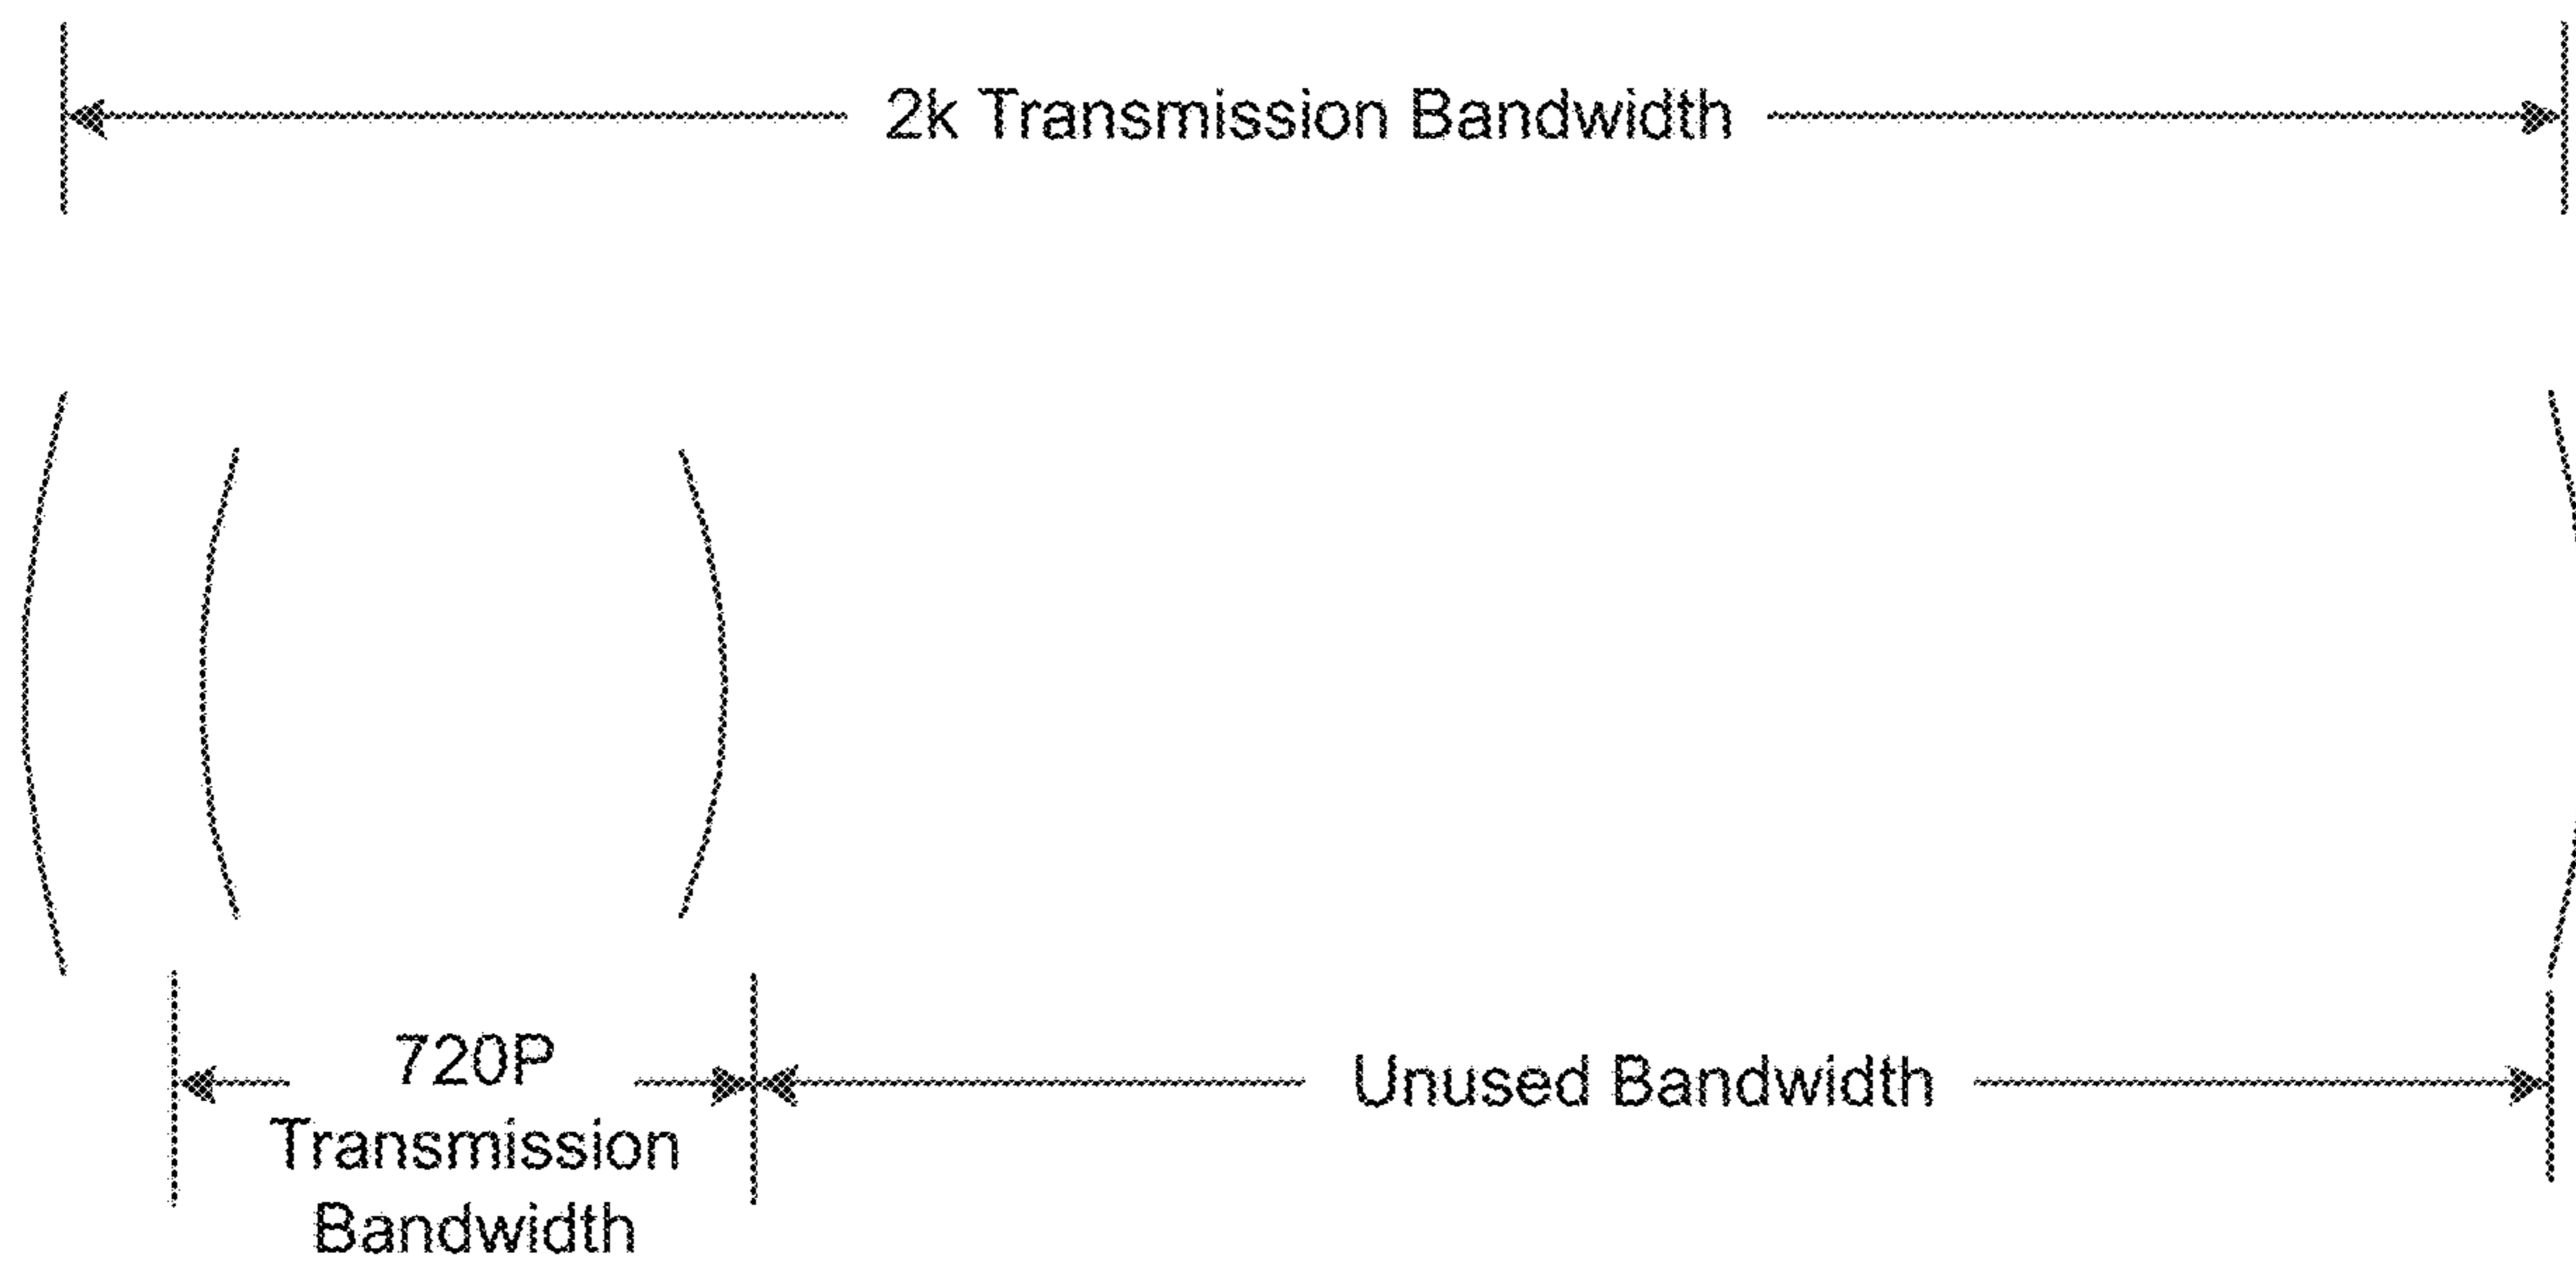 2k Transmission Bandwidth
720P
Transmission
Bandwidth
Unused Bandwidth